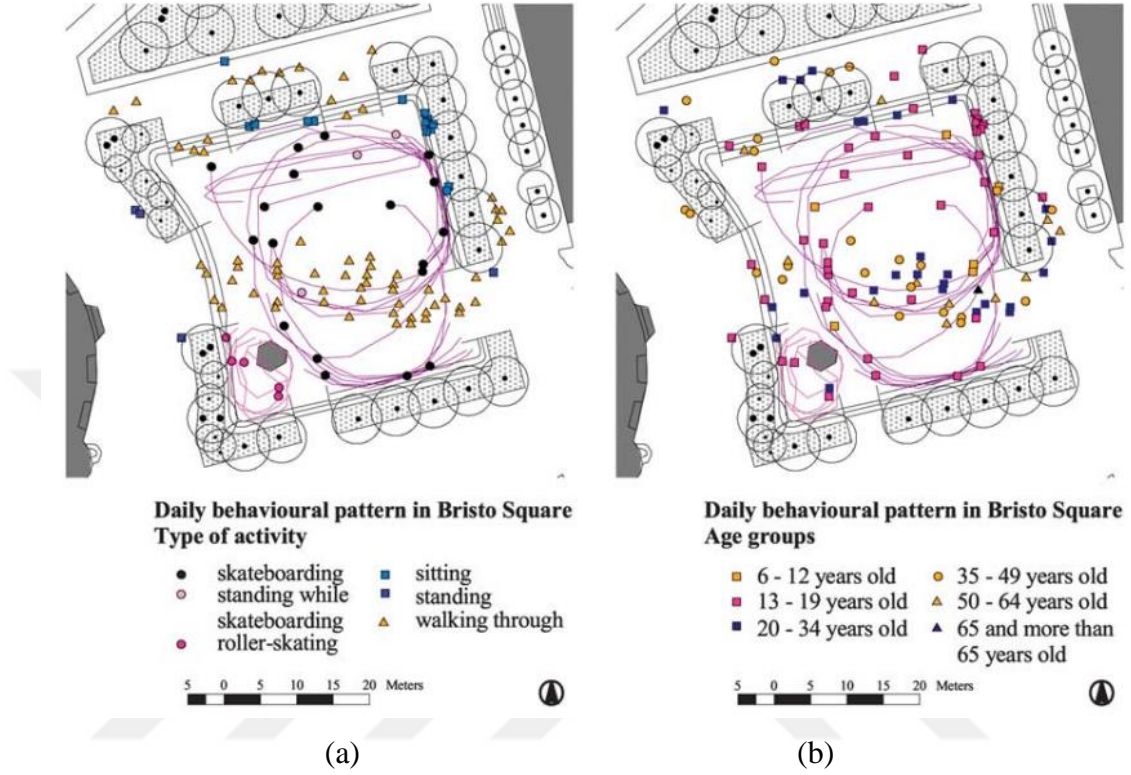 Daily behavioural pattern in Bristo Square
Type of activity
skateboarding
standing while
skateboarding
roller-skating
sitting
standing
walking through
5 0 5 10 15 20 Meters
(a)
Daily behavioural pattern in Bristo Square
Age groups
6 - 12 years old
13 - 19 years old
20 - 34 years old
35 - 49 years old
50 - 64 years old
65 and more than
65 years old
5 0 5 10 15 20 Meters
(b)